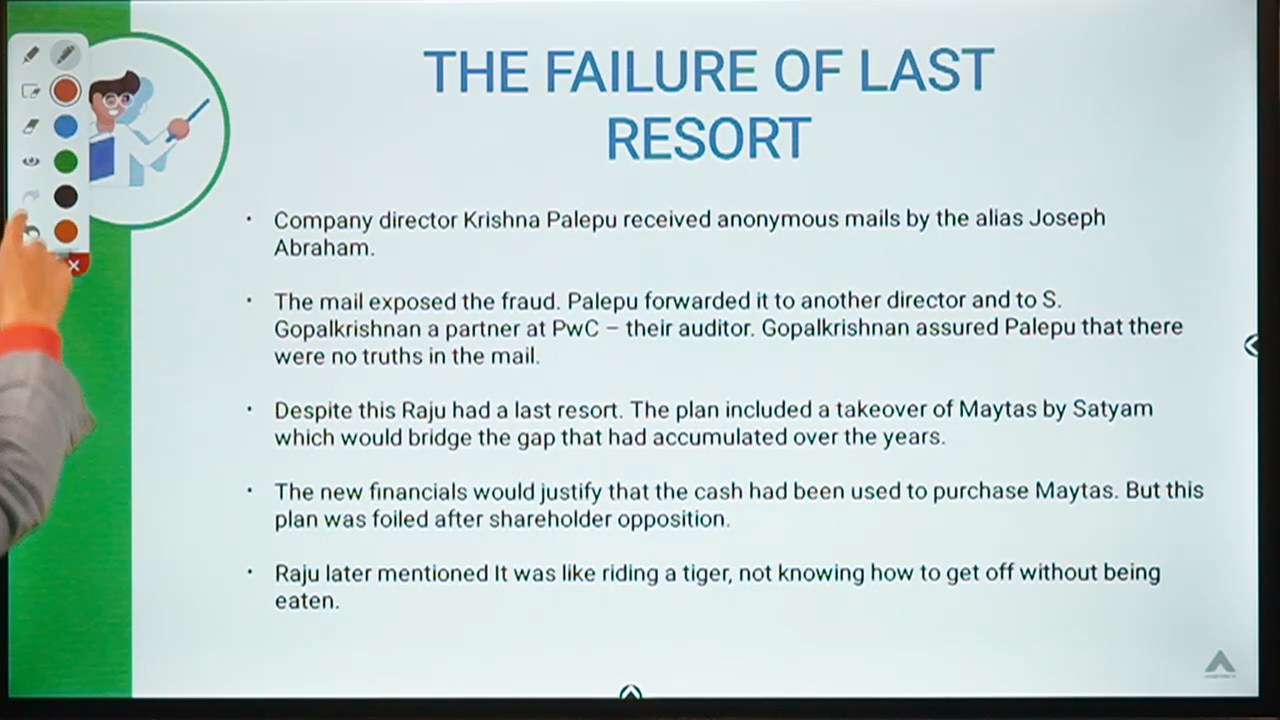 THE FAILURE OF LAST
RESORT
• Company director Krishna Palepu received anonymous mails by the alias Joseph
Abraham.
• The mail exposed the fraud. Palepu forwarded it to another director and to S.
Gopalkrishnan a partner at PwC – their auditor. Gopalkrishnan assured Palepu that there
were no truths in the mail.
• Despite this Raju had a last resort. The plan included a takeover of Maytas by Satyam
which would bridge the gap that had accumulated over the years.
• The new financials would justify that the cash had been used to purchase Maytas. But this
plan was foiled after shareholder opposition.
• Raju later mentioned It was like riding a tiger, not knowing how to get off without being
eaten.